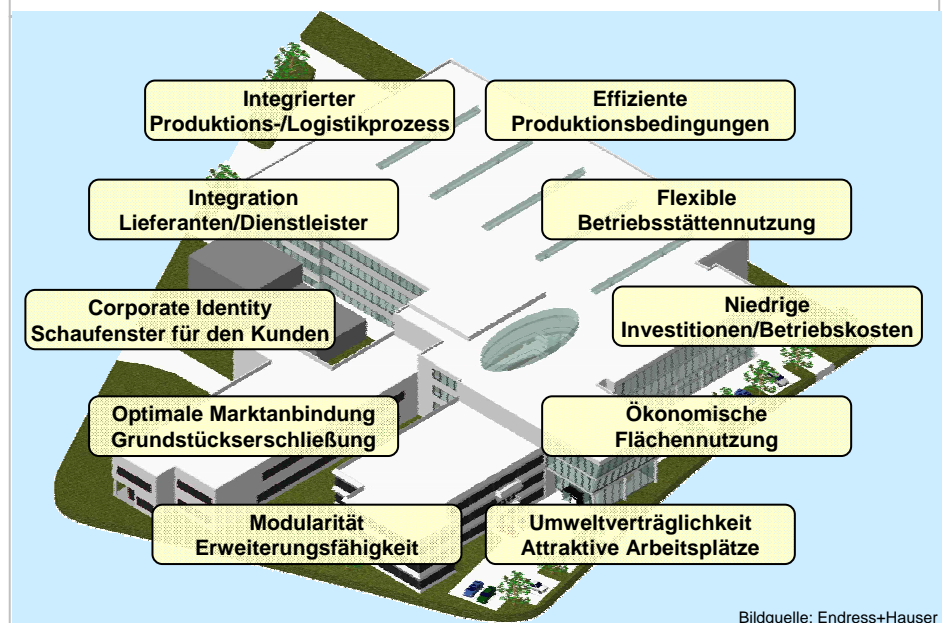 Integrierter
Produktions-/Logistikprozess
Effiziente
Produktionsbedingungen
Integration
Lieferanten/Dienstleister
Flexible
Betriebsstättennutzung
Corporate Identity
Schaufenster für den Kunden
Niedrige
Investitionen/Betriebskosten
Optimale Marktanbindung
Grundstückserschließung
Ökonomische
Flächennutzung
Modularität
Erweiterungsfähigkeit
Umweltverträglichkeit
Attraktive Arbeitsplätze
Bildquelle: Endress+Hauser